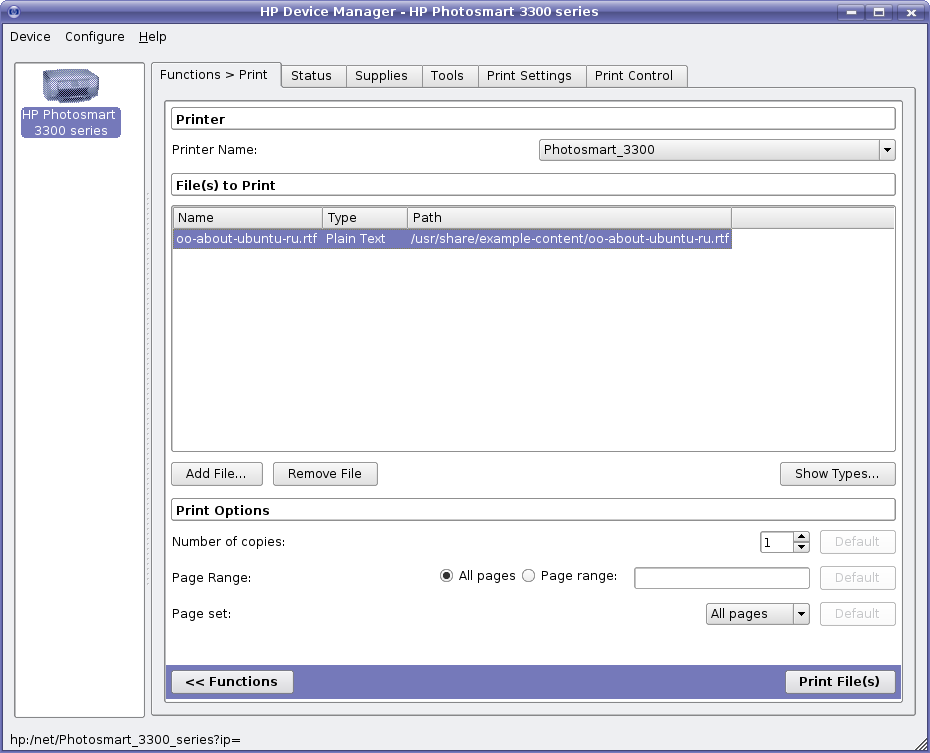 HP Device Manager - HP Photosmart 3300 series
Device Configure Help
HP Photosmart
3300 series
Functions > Print Status Supplies Tools Print Settings Print Control
Printer
Printer Name: Photosmart_3300
File(s) to Print
Name Type Path
oo-about-ubuntu-ru.rtf Plain Text /usr/share/example-content/oo-about-ubuntu-ru.rtf
Add File... Remove File Show Types...
Print Options
Number of copies: 1 Default
Page Range: All pages Page range: Default
Page set: All pages Default
<< Functions Print File(s)
hp:/net/Photosmart_3300_series?ip=